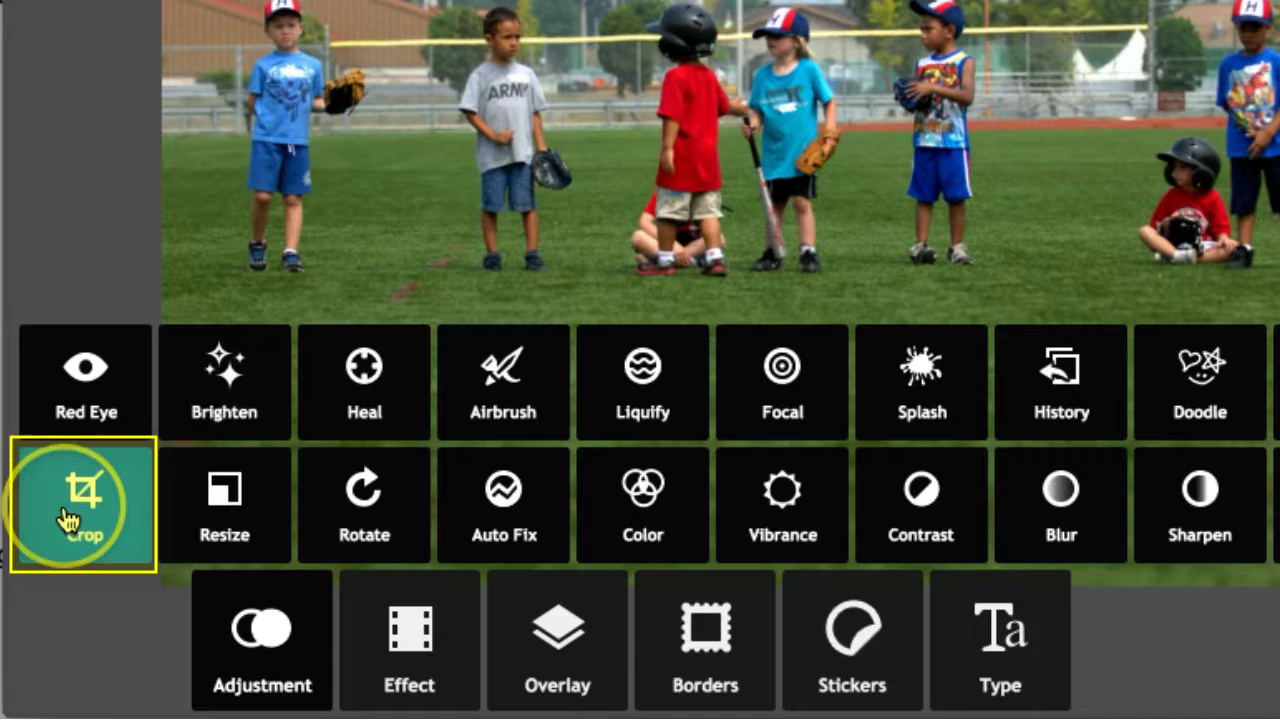 H
H
H
H
ARMY
Red Eye
Brighten
Heal
Airbrush
Liquify
Focal
Splash
History
Doodle
Crop
Resize
Rotate
Auto Fix
Color
Vibrance
Contrast
Blur
Sharpen
Adjustment
Effect
Overlay
Borders
Stickers
Type